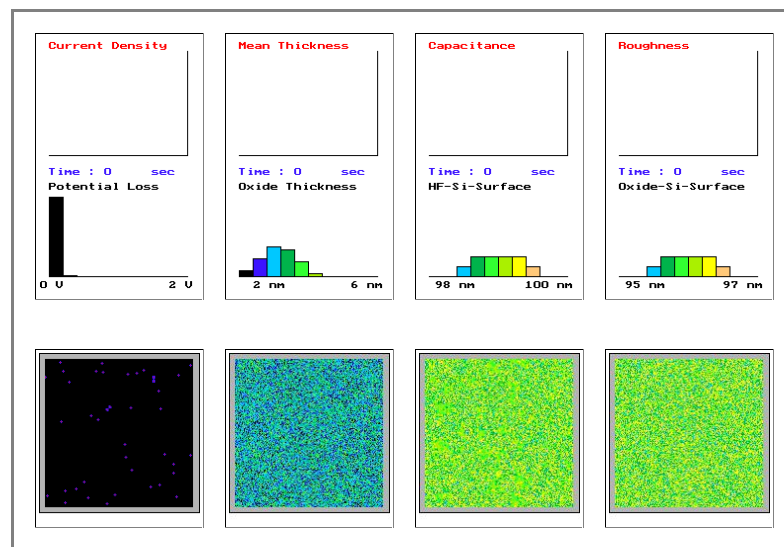 Current Density
Mean Thickness
Capacitance
Roughness
Time : 0 sec
Time : 0 sec
Time : 0 sec
Time : 0 sec
Potential Loss
Oxide Thickness
HF-Si-Surface
Oxide-Si-Surface
0 V 2 V
2 nm 6 nm
98 nm 100 nm
95 nm 97 nm